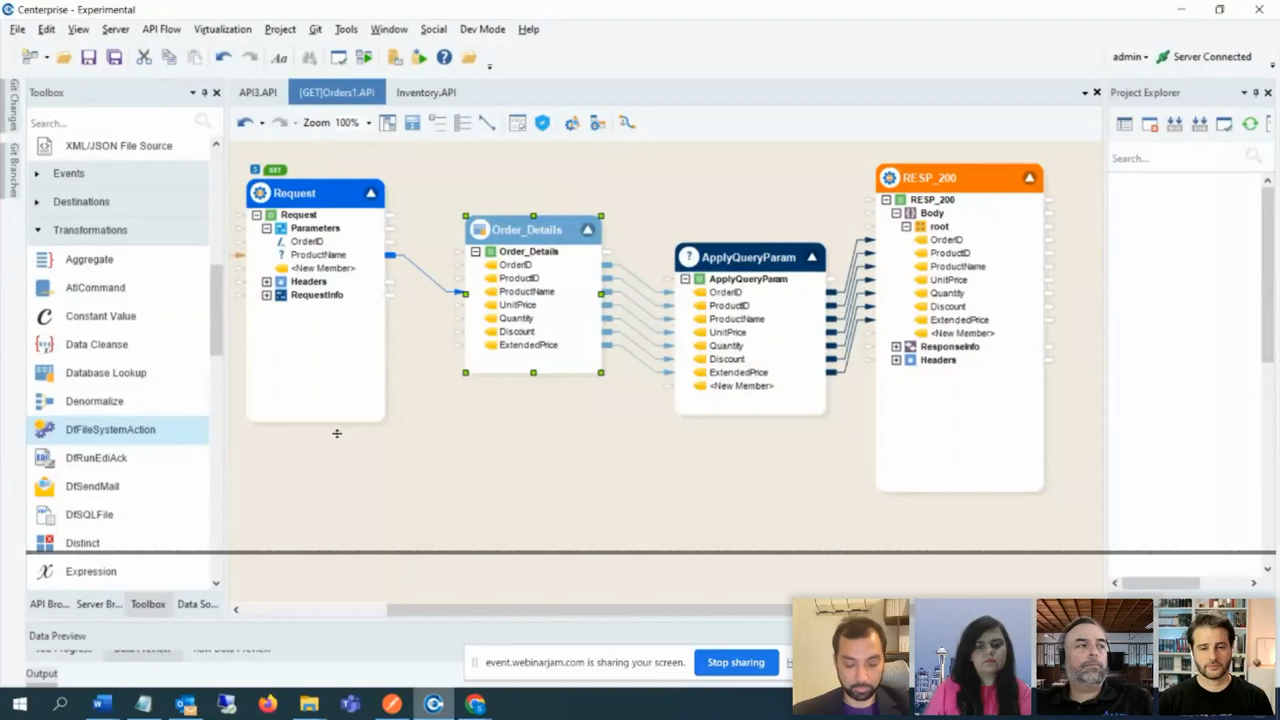 Centerprise - Experimental
File Edit View Server API Flow Virtualization Project Git Tools Window Social Dev Mode Help
admin Server Connected
Git Changes
Git Branches
Toolbox
API3.API [GET]Orders1.API Inventory.API
Project Explorer
Search...
Zoom 100%
Search...
XML/JSON File Source
Events
Destinations
Transformations
Aggregate
AtlCommand
Constant Value
Data Cleanse
Database Lookup
Denormalize
DfFileSystemAction
DfRunEdiAck
DfSendMail
DfSQLFile
Distinct
Expression
API Bro... Server Br... Toolbox Data So...
GET
Request
Request
Parameters
OrderID
ProductName
<New Member>
Headers
RequestInfo
Order_Details
Order_Details
OrderID
ProductID
ProductName
UnitPrice
Quantity
Discount
ExtendedPrice
ApplyQueryParam
ApplyQueryParam
OrderID
ProductID
ProductName
UnitPrice
Quantity
Discount
ExtendedPrice
<New Member>
RESP_200
RESP_200
Body
root
OrderID
ProductID
ProductName
UnitPrice
Quantity
Discount
ExtendedPrice
<New Member>
ResponseInfo
Headers
Data Preview
Output
event.webinarjam.com is sharing your screen.
Stop sharing